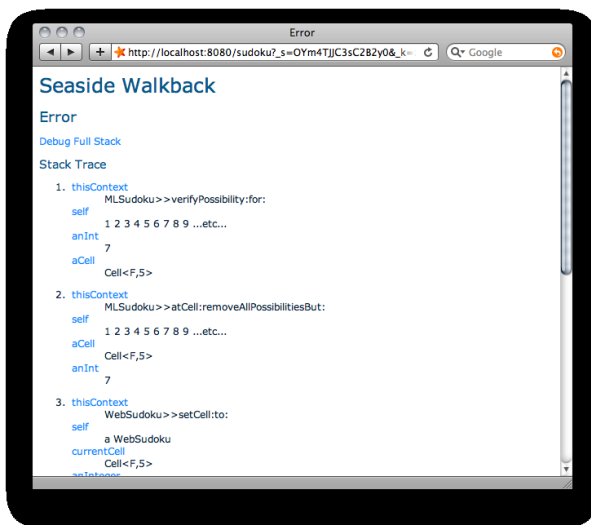 Error
http://localhost:8080/sudoku?_s=OYm4TJJC3sC2B2y0&_k=
Google
Seaside Walkback
Error
Debug Full Stack
Stack Trace
1. thisContext
MLSudoku>>verifyPossibility:for:
self
1 2 3 4 5 6 7 8 9 ...etc...
anInt
7
aCell
Cell<F,5>
2. thisContext
MLSudoku>>atCell:removeAllPossibilitiesBut:
self
1 2 3 4 5 6 7 8 9 ...etc...
aCell
Cell<F,5>
anInt
7
3. thisContext
WebSudoku>>setCell:to:
self
a WebSudoku
currentCell
Cell<F,5>
anInteger